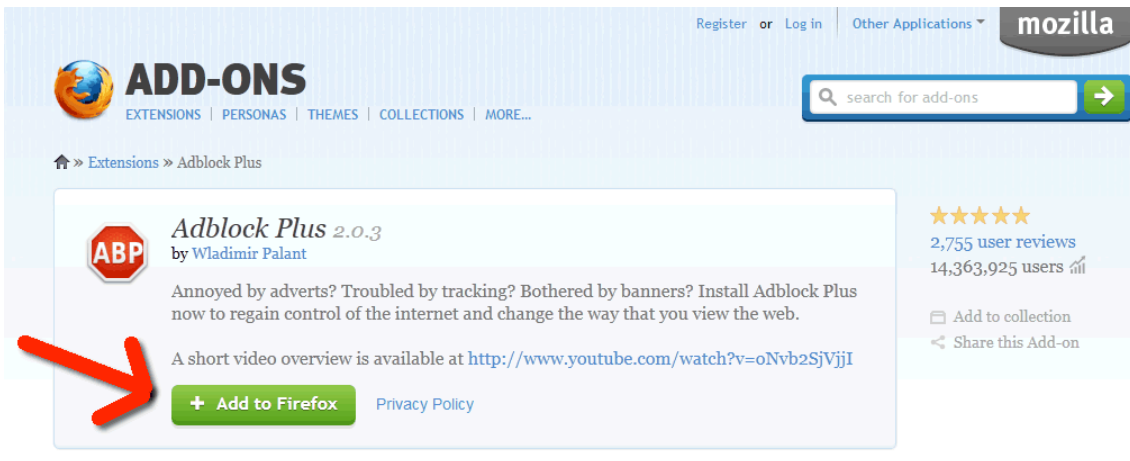 Register or Log in Other Applications mozilla
ADD-ONS
EXTENSIONS | PERSONAS | THEMES | COLLECTIONS | MORE...
search for add-ons
» Extensions » Adblock Plus
ABP
Adblock Plus 2.0.3
by Wladimir Palant
Annoyed by adverts? Troubled by tracking? Bothered by banners? Install Adblock Plus
now to regain control of the internet and change the way that you view the web.
A short video overview is available at http://www.youtube.com/watch?v=oNvb2SjVjjI
+ Add to Firefox
Privacy Policy
2,755 user reviews
14,363,925 users
Add to collection
Share this Add-on